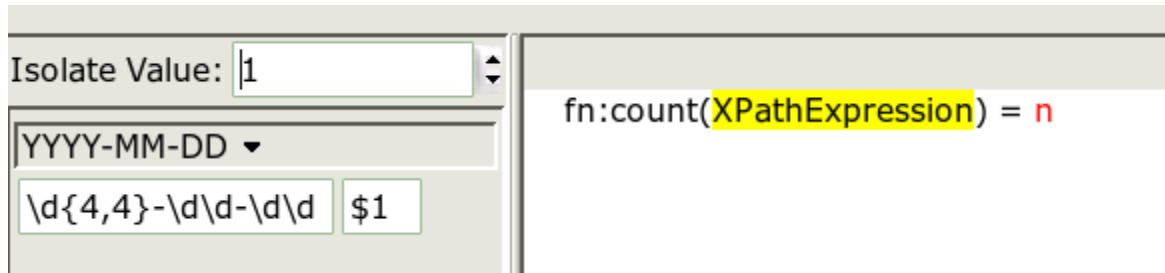 Isolate Value: 1
YYYY-MM-DD
\d{4,4}-\d\d-\d\d $1
fn:count(XPathExpression) = n